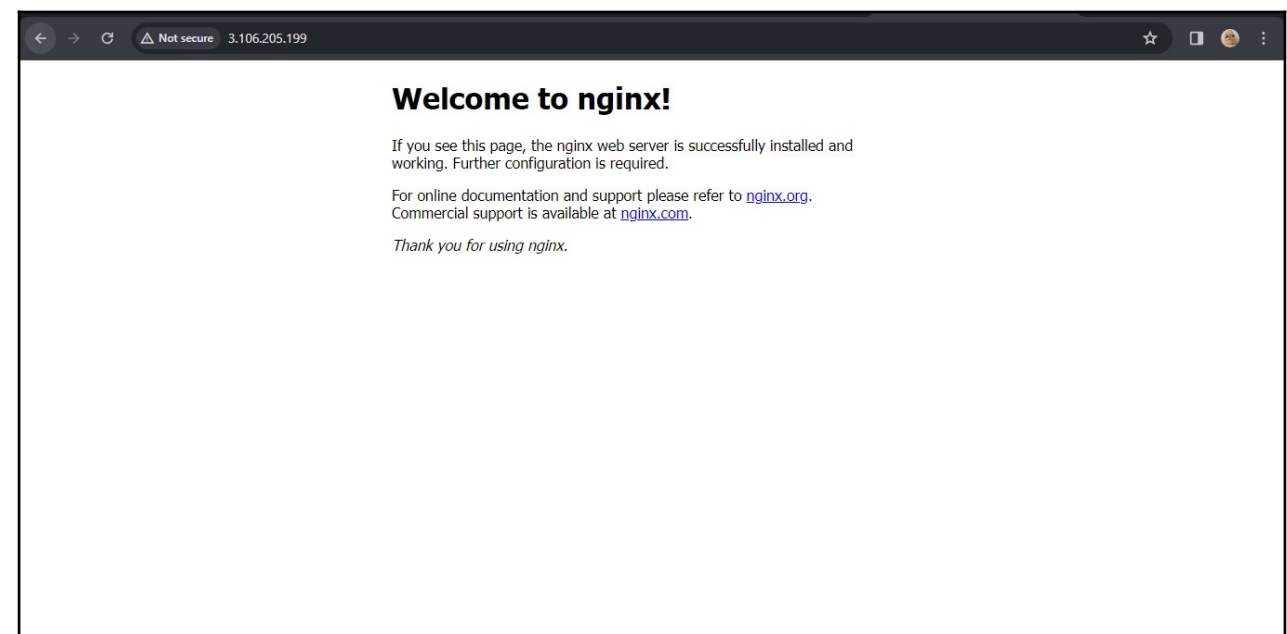 Not secure 3.106.205.199
Welcome to nginx!
If you see this page, the nginx web server is successfully installed and
working. Further configuration is required.
For online documentation and support please refer to nginx.org.
Commercial support is available at nginx.com.
Thank you for using nginx.